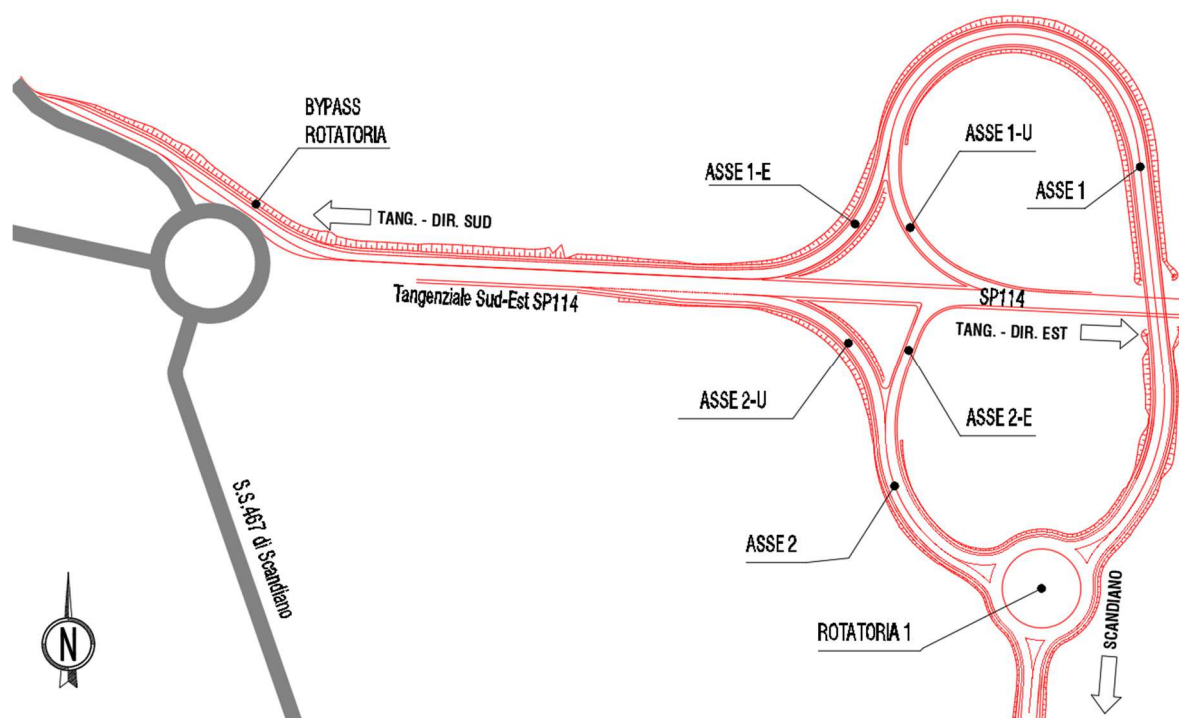 BYPASS
ROTATORIA
ASSE 1-U
ASSE 1-E
ASSE 1
TANG. - DIR. SUD
Tangenziale Sud-Est SP114
SP114
TANG. - DIR. EST
ASSE 2-U
ASSE 2-E
S.S.467 di Scandiano
ASSE 2
ROTATORIA 1
SCANDIANO
N